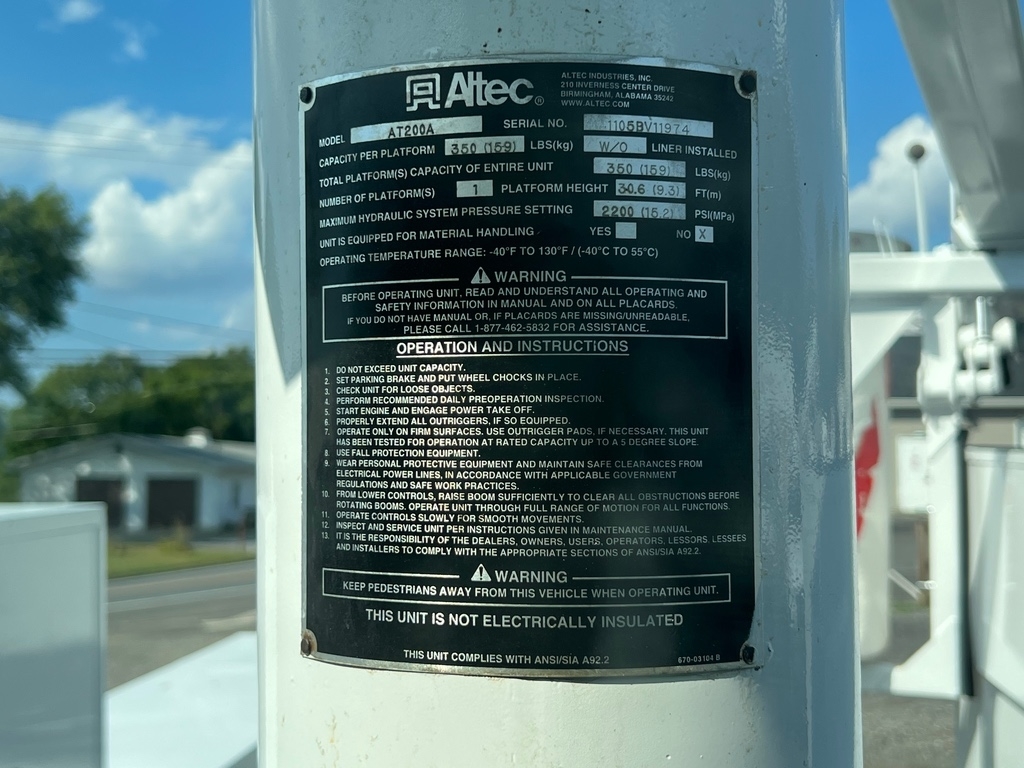 Altec®
ALTEC INDUSTRIES, INC.
210 INVERNESS CENTER DRIVE
BIRMINGHAM, ALABAMA 35242
WWW.ALTEC.COM
MODEL AT200A SERIAL NO. 1105BV11974
CAPACITY PER PLATFORM 350 (159) LBS(kg) W/O LINER INSTALLED
TOTAL PLATFORM(S) CAPACITY OF ENTIRE UNIT 350 (159) LBS(kg)
NUMBER OF PLATFORM(S) 1 PLATFORM HEIGHT 30.6 (9.3) FT(m)
MAXIMUM HYDRAULIC SYSTEM PRESSURE SETTING 2200 (15.2) PSI(MPa)
UNIT IS EQUIPPED FOR MATERIAL HANDLING YES NO X
OPERATING TEMPERATURE RANGE: -40°F TO 130°F / (-40°C TO 55°C)
WARNING
BEFORE OPERATING UNIT, READ AND UNDERSTAND ALL OPERATING AND
SAFETY INFORMATION IN MANUAL AND ON ALL PLACARDS.
IF YOU DO NOT HAVE MANUAL OR, IF PLACARDS ARE MISSING/UNREADABLE,
PLEASE CALL 1-877-462-5832 FOR ASSISTANCE.
OPERATION AND INSTRUCTIONS
1. DO NOT EXCEED UNIT CAPACITY.
2. SET PARKING BRAKE AND PUT WHEEL CHOCKS IN PLACE.
3. CHECK UNIT FOR LOOSE OBJECTS.
4. PERFORM RECOMMENDED DAILY PREOPERATION INSPECTION.
5. START ENGINE AND ENGAGE POWER TAKE OFF.
6. PROPERLY EXTEND ALL OUTRIGGERS, IF SO EQUIPPED.
7. OPERATE ONLY ON FIRM SURFACES. USE OUTRIGGER PADS, IF NECESSARY. THIS UNIT
HAS BEEN TESTED FOR OPERATION AT RATED CAPACITY UP TO A 5 DEGREE SLOPE.
8. USE FALL PROTECTION EQUIPMENT.
9. WEAR PERSONAL PROTECTIVE EQUIPMENT AND MAINTAIN SAFE CLEARANCES FROM
ELECTRICAL POWER LINES, IN ACCORDANCE WITH APPLICABLE GOVERNMENT
REGULATIONS AND SAFE WORK PRACTICES.
10. FROM LOWER CONTROLS, RAISE BOOM SUFFICIENTLY TO CLEAR ALL OBSTRUCTIONS BEFORE
ROTATING BOOMS. OPERATE UNIT THROUGH FULL RANGE OF MOTION FOR ALL FUNCTIONS.
11. OPERATE CONTROLS SLOWLY FOR SMOOTH MOVEMENTS.
12. INSPECT AND SERVICE UNIT PER INSTRUCTIONS GIVEN IN MAINTENANCE MANUAL.
13. IT IS THE RESPONSIBILITY OF THE DEALERS, OWNERS, USERS, OPERATORS, LESSORS, LESSEES
AND INSTALLERS TO COMPLY WITH THE APPROPRIATE SECTIONS OF ANSI/SIA A92.2.
WARNING
KEEP PEDESTRIANS AWAY FROM THIS VEHICLE WHEN OPERATING UNIT.
THIS UNIT IS NOT ELECTRICALLY INSULATED
THIS UNIT COMPLIES WITH ANSI/SIA A92.2
670-03104 B